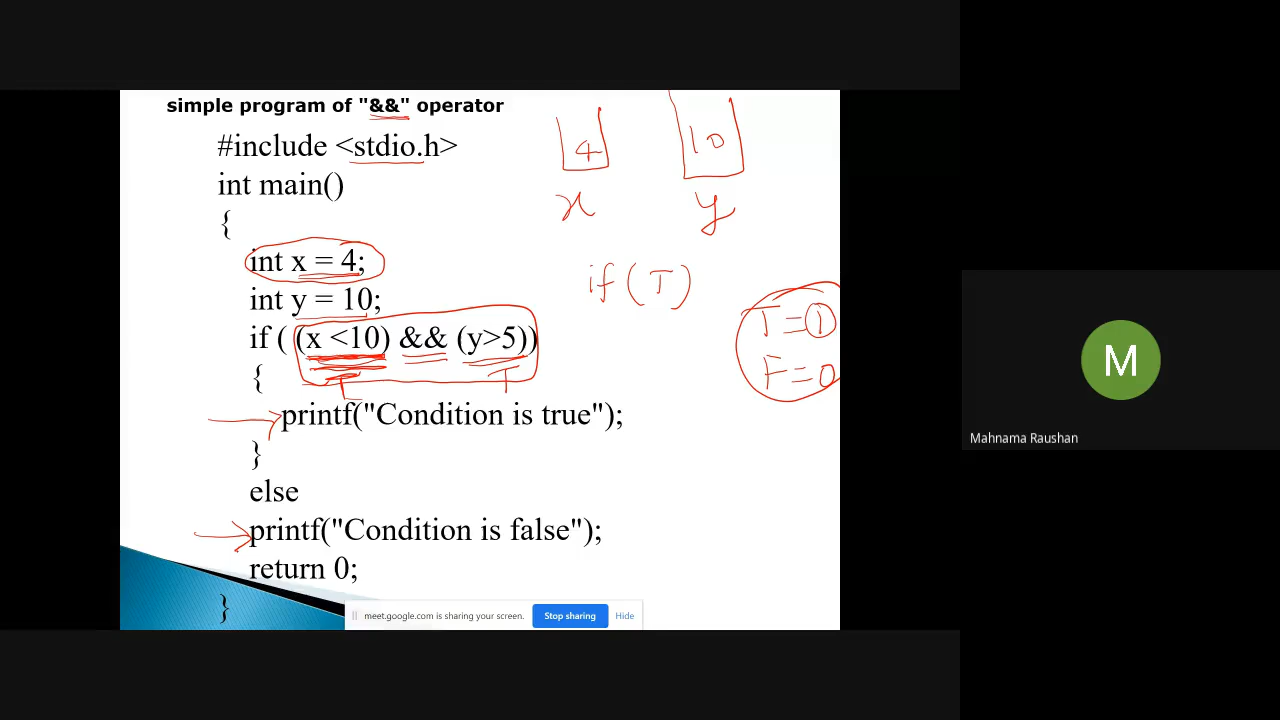 simple program of "&&" operator
#include <stdio.h>
int main()
{
int x = 4;
int y = 10;
if ( (x <10) && (y>5))
{
T T
printf("Condition is true");
}
else
printf("Condition is false");
return 0;
}
4 10
x y
if (T)
T=1
F=0
meet.google.com is sharing your screen. Stop sharing Hide
M
Mahnama Raushan